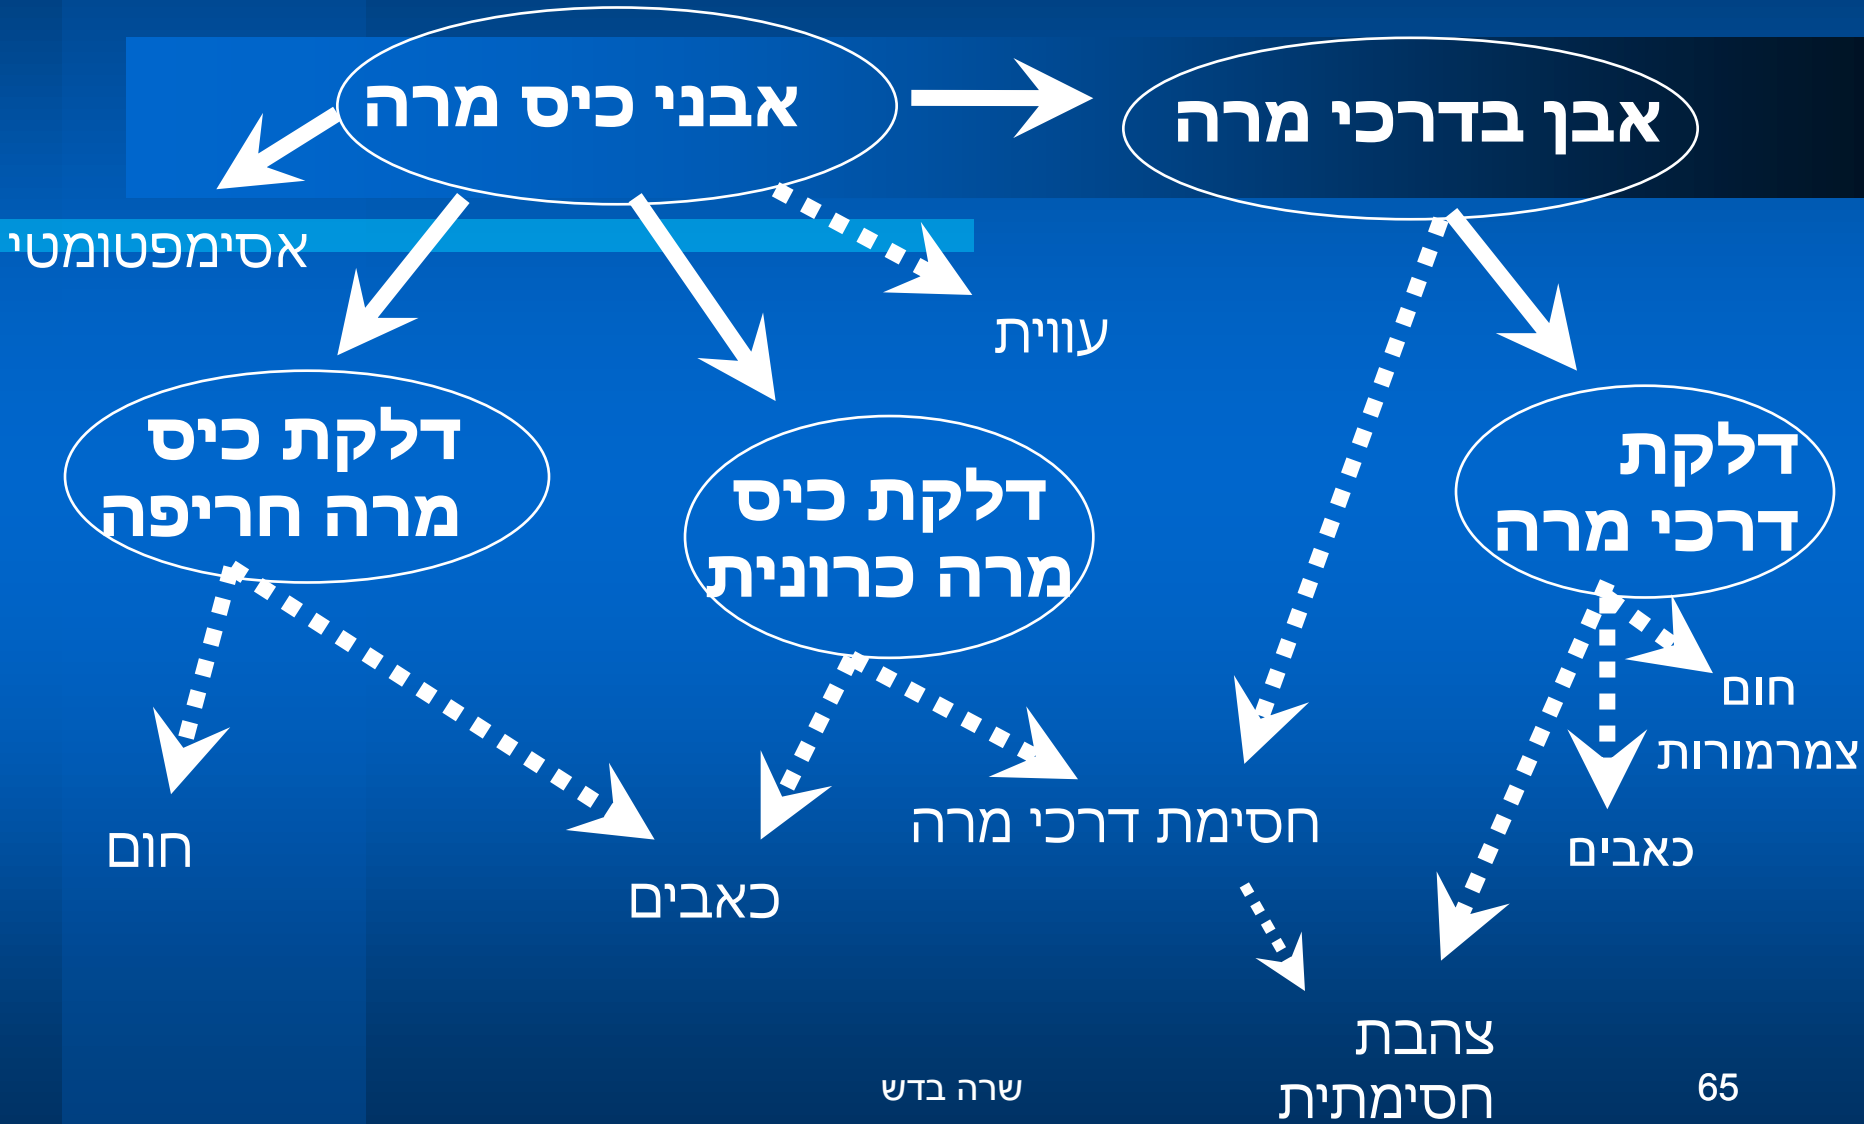 אבני כיס מרה
אבן בדרכי מרה
אסימפטומטי
עווית
דלקת כיס
מרה חריפה
דלקת כיס
מרה כרונית
דלקת
דרכי מרה
חום
צמרמורות
כאבים
חסימת דרכי מרה
כאבים
חום
צהבת
חסימתית
שרה בדש
65